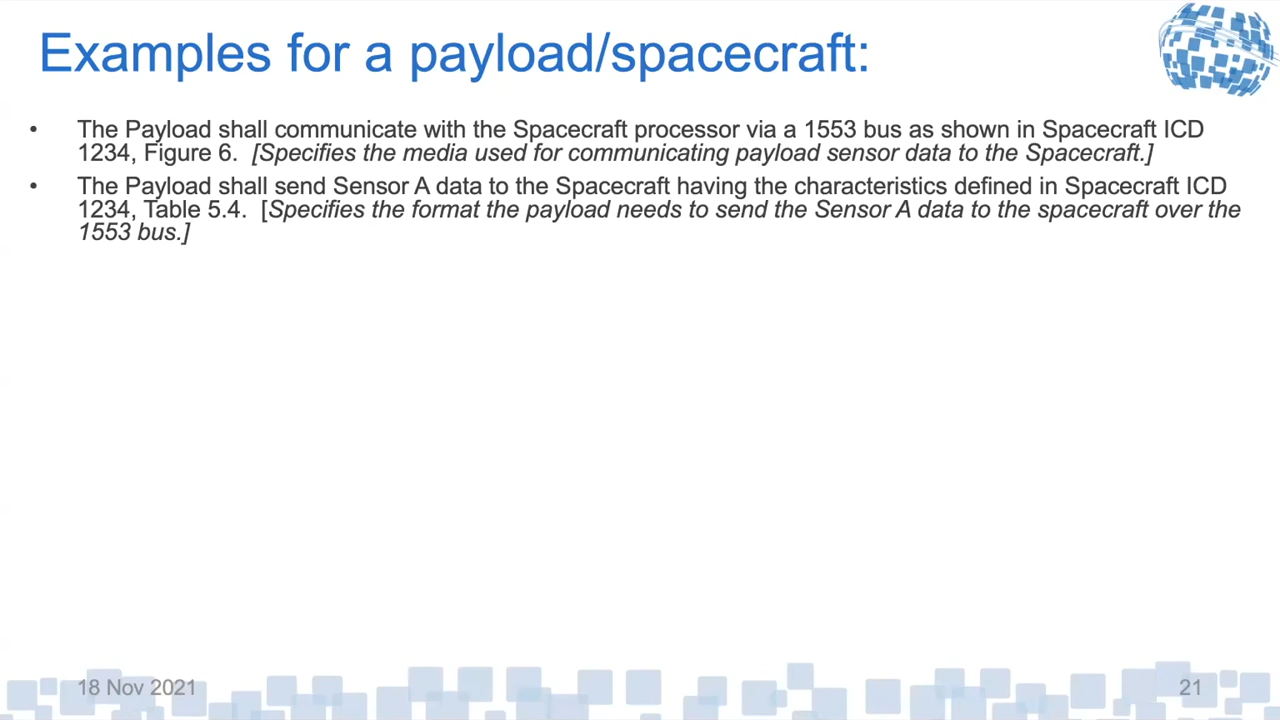 Examples for a payload/spacecraft:
• The Payload shall communicate with the Spacecraft processor via a 1553 bus as shown in Spacecraft ICD
1234, Figure 6. [Specifies the media used for communicating payload sensor data to the Spacecraft.]
• The Payload shall send Sensor A data to the Spacecraft having the characteristics defined in Spacecraft ICD
1234, Table 5.4. [Specifies the format the payload needs to send the Sensor A data to the spacecraft over the
1553 bus.]
18 Nov 2021
21